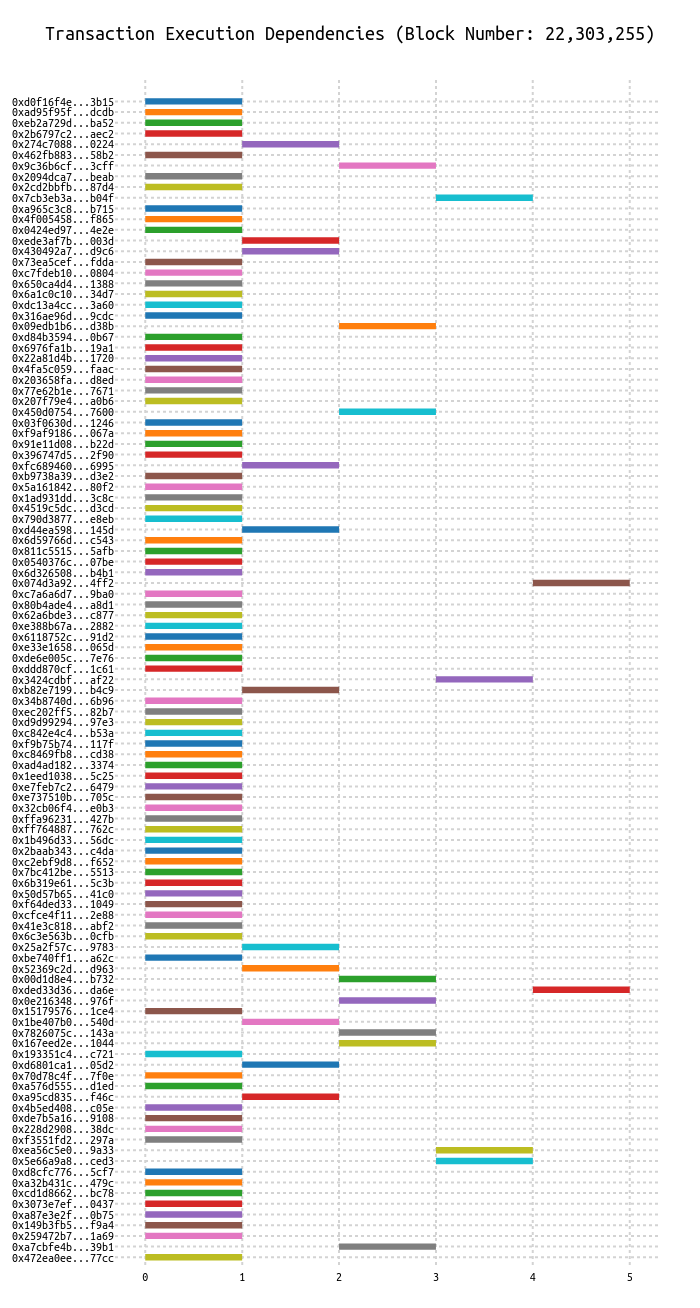 Transaction Execution Dependencies (Block Number: 22,303,255)
0xd0f16f4e...3b15
0xad95f95f...dcdb
0xeb2a729d...ba52
0x2b6797c2...aec2
0x274c7088...0224
0x462fb883...58b2
0x9c36b6cf...3cff
0x2094dca7...beab
0x2cd2bbfb...87d4
0x7cb3eb3a...b04f
0xa965c3c8...b715
0x4f005458...f865
0x0424ed97...4e2e
0xede3af7b...003d
0x430492a7...d9c6
0x73ea5cef...fdda
0xc7fdeb10...0804
0x650ca4d4...1388
0x6a1c0c10...34d7
0xdc13a4cc...3a60
0x316ae96d...9cdc
0x09edb1b6...d38b
0xd84b3594...0b67
0x6976fa1b...19a1
0x22a81d4b...1720
0x4fa5c059...faac
0x203658fa...d8ed
0x77e62b1e...7671
0x207f79e4...a0b6
0x450d0754...7600
0x03f0630d...1246
0xf9af9186...067a
0x91e11d08...b22d
0x396747d5...2f90
0xfc689460...6995
0xb9738a39...d3e2
0x5a161842...80f2
0x1ad931dd...3c8c
0x4519c5dc...d3cd
0x790d3877...e8eb
0xd44ea598...145d
0x6d59766d...c543
0x811c5515...5afb
0x0540376c...07be
0x6d326508...b4b1
0x074d3a92...4ff2
0xc7a6a6d7...9ba0
0x80b4ade4...a8d1
0x62a6bde3...c877
0xe388b67a...2882
0x6118752c...91d2
0xe33e1658...065d
0xde6e005c...7e76
0xddd870cf...1c61
0x3424cdbf...af22
0xb82e7199...b4c9
0x34b8740d...6b96
0xec202ff5...82b7
0xd9d99294...97e3
0xc842e4c4...b53a
0xf9b75b74...117f
0xc8469fb8...cd38
0xad4ad182...3374
0x1eed1038...5c25
0xe7feb7c2...6479
0xe737510b...705c
0x32cb06f4...e0b3
0xffa96231...427b
0xff764887...762c
0x1b496d33...56dc
0x2baab343...c4da
0xc2ebf9d8...f652
0x7bc412be...5513
0x6b319e61...5c3b
0x50d57b65...41c0
0xf64ded33...1049
0xcfce4f11...2e88
0x41e3c818...abf2
0x6c3e563b...0cfb
0x25a2f57c...9783
0xbe740ff1...a62c
0x52369c2d...d963
0x00d1d8e4...b732
0xded33d36...da6e
0x0e216348...976f
0x15179576...1ce4
0x1be407b0...540d
0x7826075c...143a
0x167eed2e...1044
0x193351c4...c721
0xd6801ca1...05d2
0x70d78c4f...7f0e
0xa576d555...d1ed
0xa95cd835...f46c
0x4b5ed408...c05e
0xde7b5a16...9108
0x228d2908...38dc
0xf3551fd2...297a
0xea56c5e0...9a33
0x5e66a9a8...ced3
0xd8cfc776...5cf7
0xa32b431c...479c
0xcd1d8662...bc78
0x3073e7ef...0437
0xa87e3e2f...0b75
0x149b3fb5...f9a4
0x259472b7...1a69
0xa7cbfe4b...39b1
0x472ea0ee...77cc
0 1 2 3 4 5